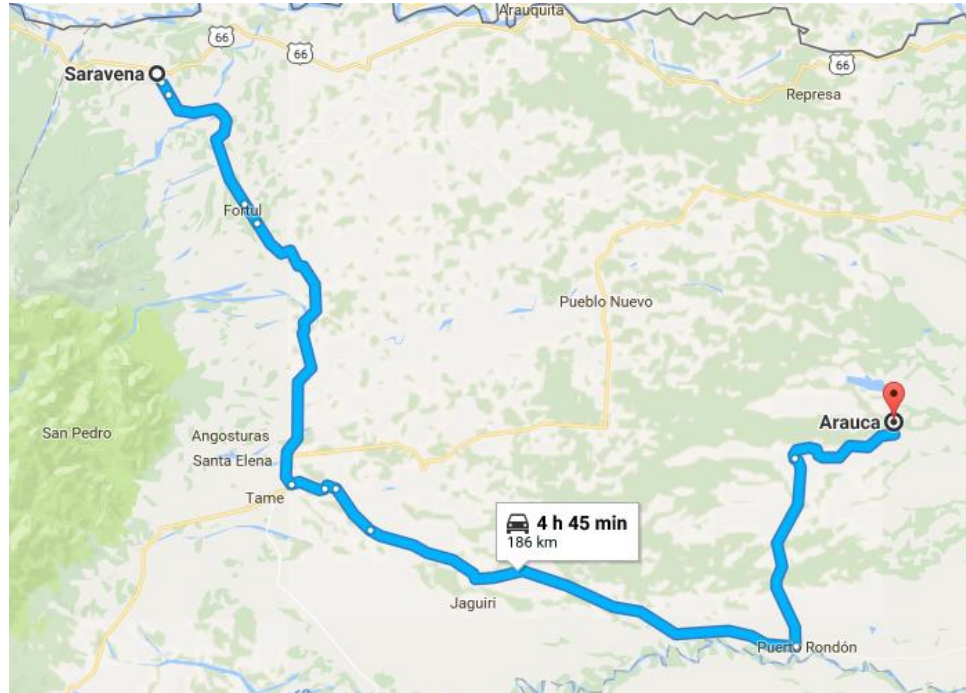 Arauquita
66
66
66
Saravena
Represa
Fortul
Pueblo Nuevo
Arauca
San Pedro
Angosturas
Santa Elena
Tame
4 h 45 min
186 km
Jaguiri
Puerto Rondón